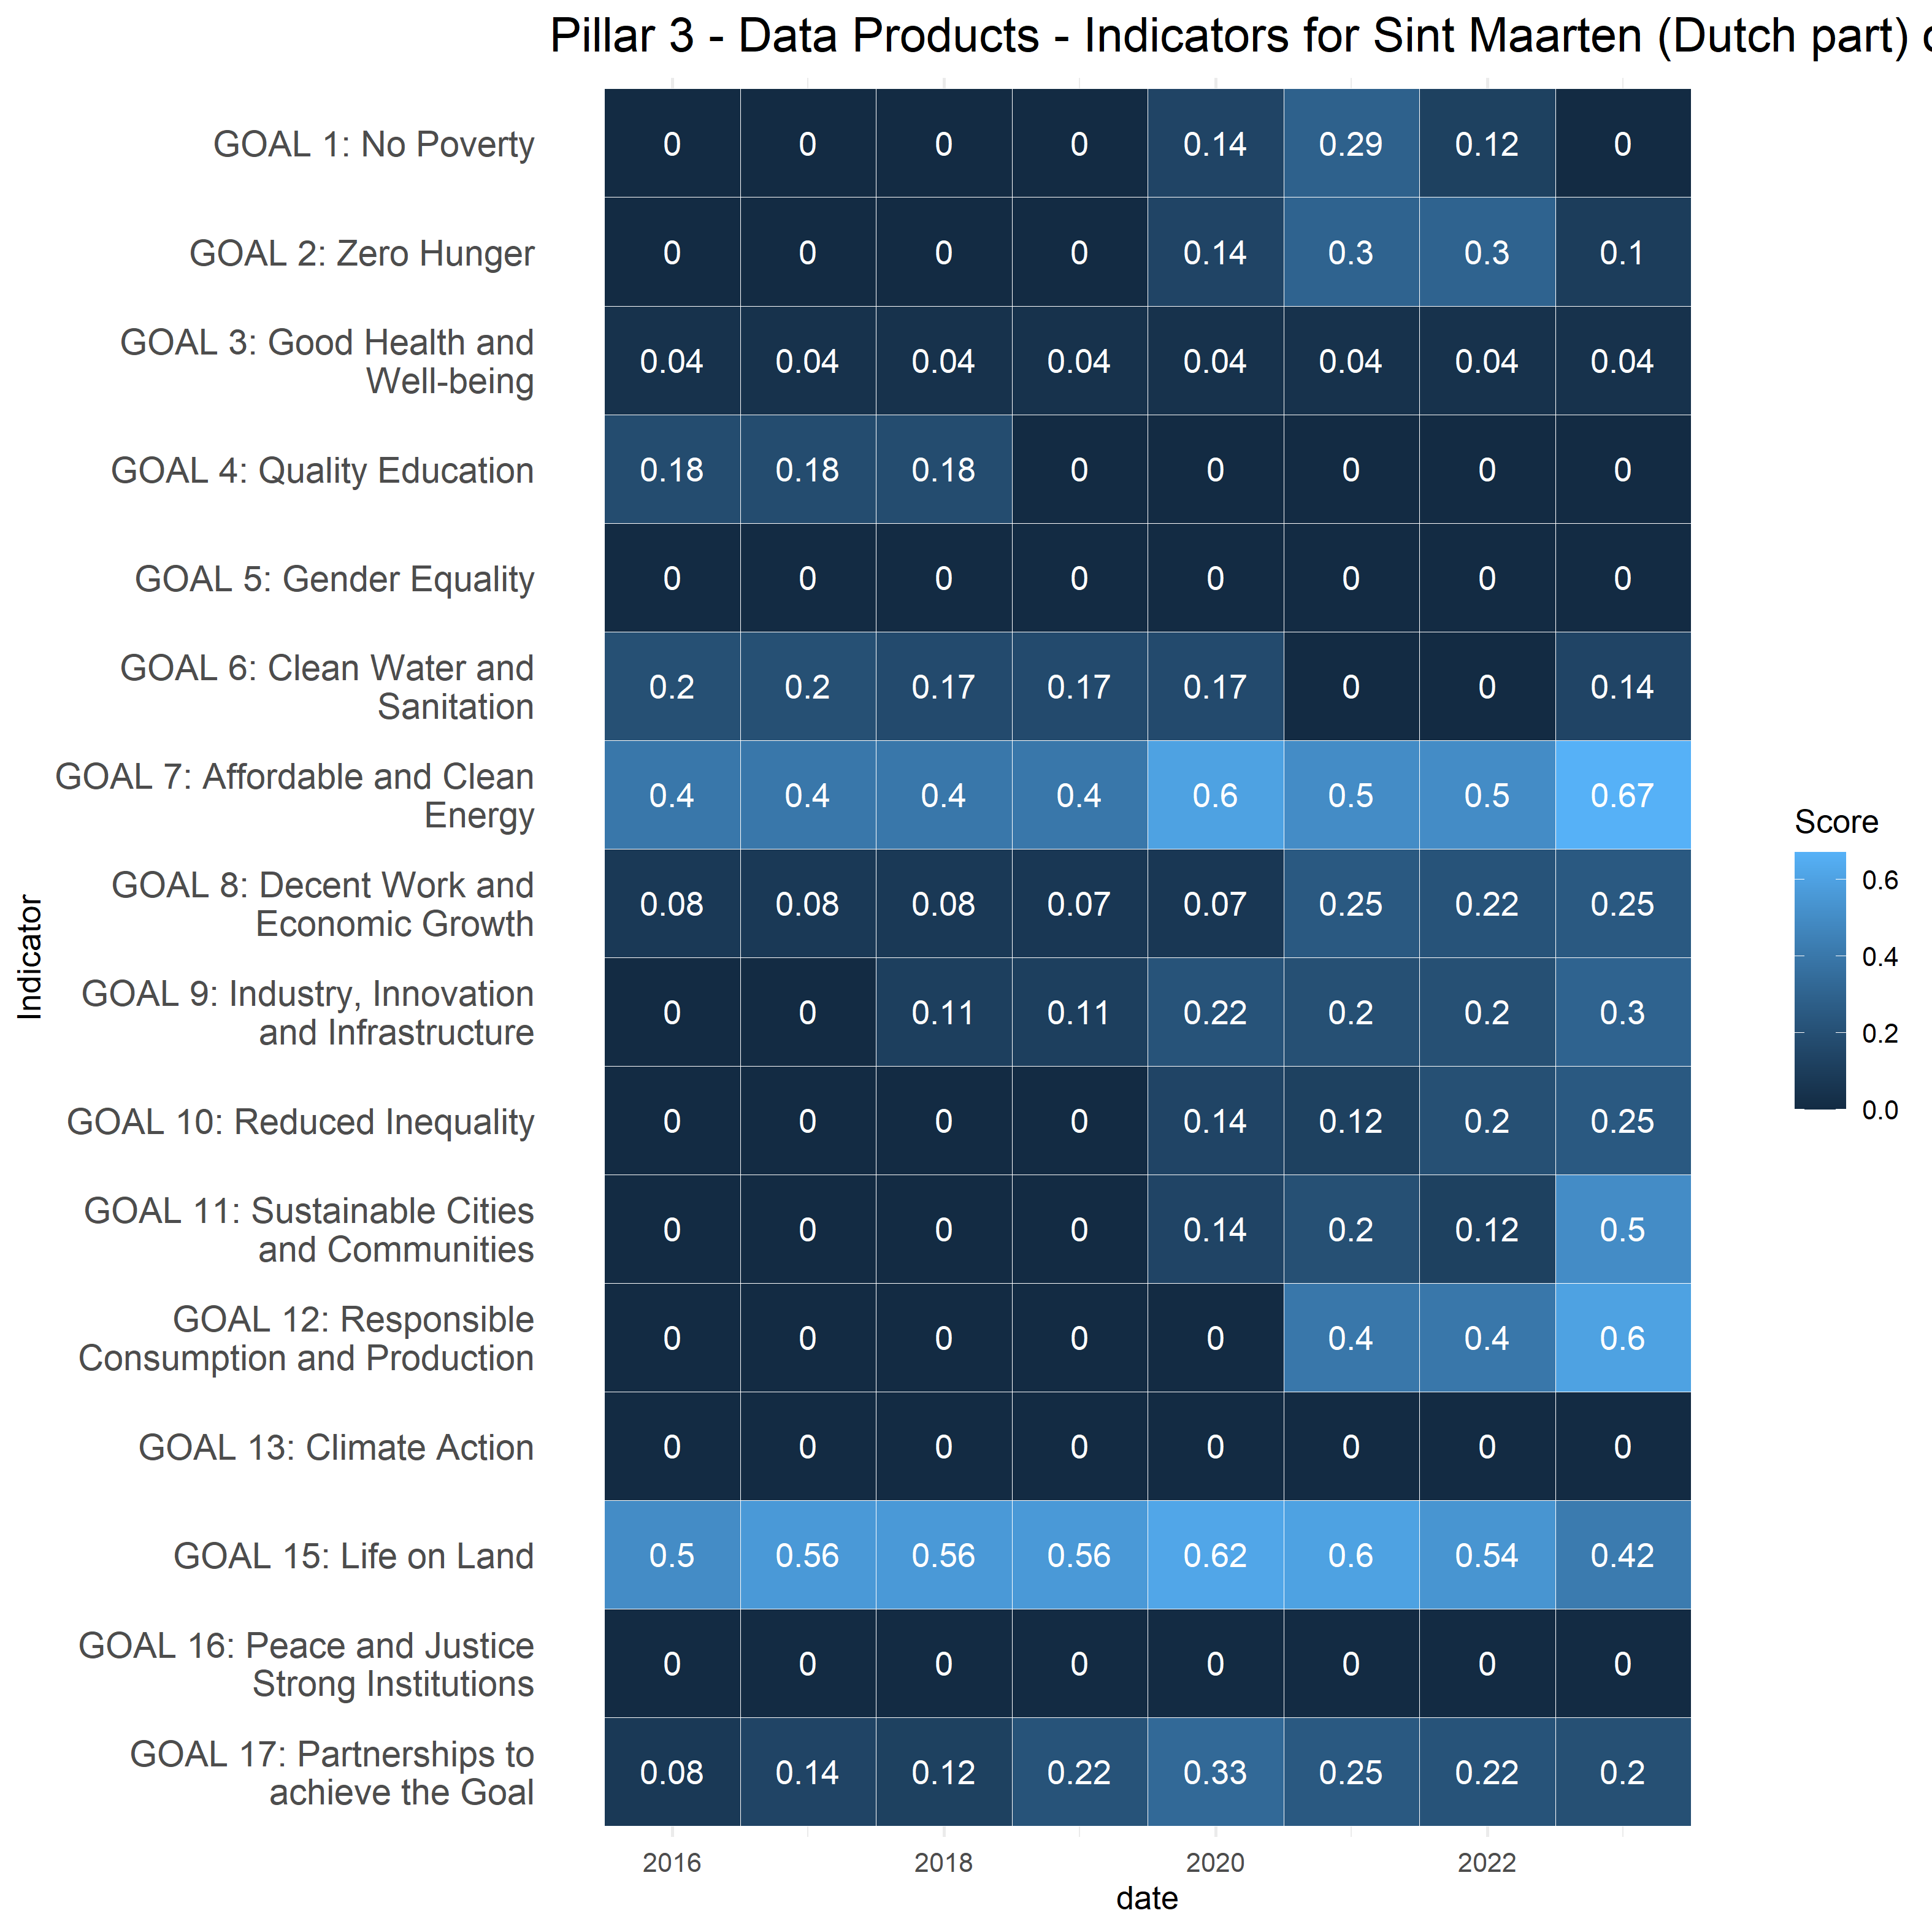 Pillar 3 - Data Products - Indicators for Sint Maarten (Dutch part)
GOAL 1: No Poverty
0 0 0 0 0.14 0.29 0.12 0
GOAL 2: Zero Hunger
0 0 0 0 0.14 0.3 0.3 0.1
GOAL 3: Good Health and
Well-being
0.04 0.04 0.04 0.04 0.04 0.04 0.04 0.04
GOAL 4: Quality Education
0.18 0.18 0.18 0 0 0 0 0
GOAL 5: Gender Equality
0 0 0 0 0 0 0 0
GOAL 6: Clean Water and
Sanitation
0.2 0.2 0.17 0.17 0.17 0 0 0.14
GOAL 7: Affordable and Clean
Energy
0.4 0.4 0.4 0.4 0.6 0.5 0.5 0.67
GOAL 8: Decent Work and
Economic Growth
0.08 0.08 0.08 0.07 0.07 0.25 0.22 0.25
GOAL 9: Industry, Innovation
and Infrastructure
0 0 0.11 0.11 0.22 0.2 0.2 0.3
GOAL 10: Reduced Inequality
0 0 0 0 0.14 0.12 0.2 0.25
GOAL 11: Sustainable Cities
and Communities
0 0 0 0 0.14 0.2 0.12 0.5
GOAL 12: Responsible
Consumption and Production
0 0 0 0 0 0.4 0.4 0.6
GOAL 13: Climate Action
0 0 0 0 0 0 0 0
GOAL 15: Life on Land
0.5 0.56 0.56 0.56 0.62 0.6 0.54 0.42
GOAL 16: Peace and Justice
Strong Institutions
0 0 0 0 0 0 0 0
GOAL 17: Partnerships to
achieve the Goal
0.08 0.14 0.12 0.22 0.33 0.25 0.22 0.2
2016 2018 2020 2022
date
Indicator
Score
0.6
0.4
0.2
0.0